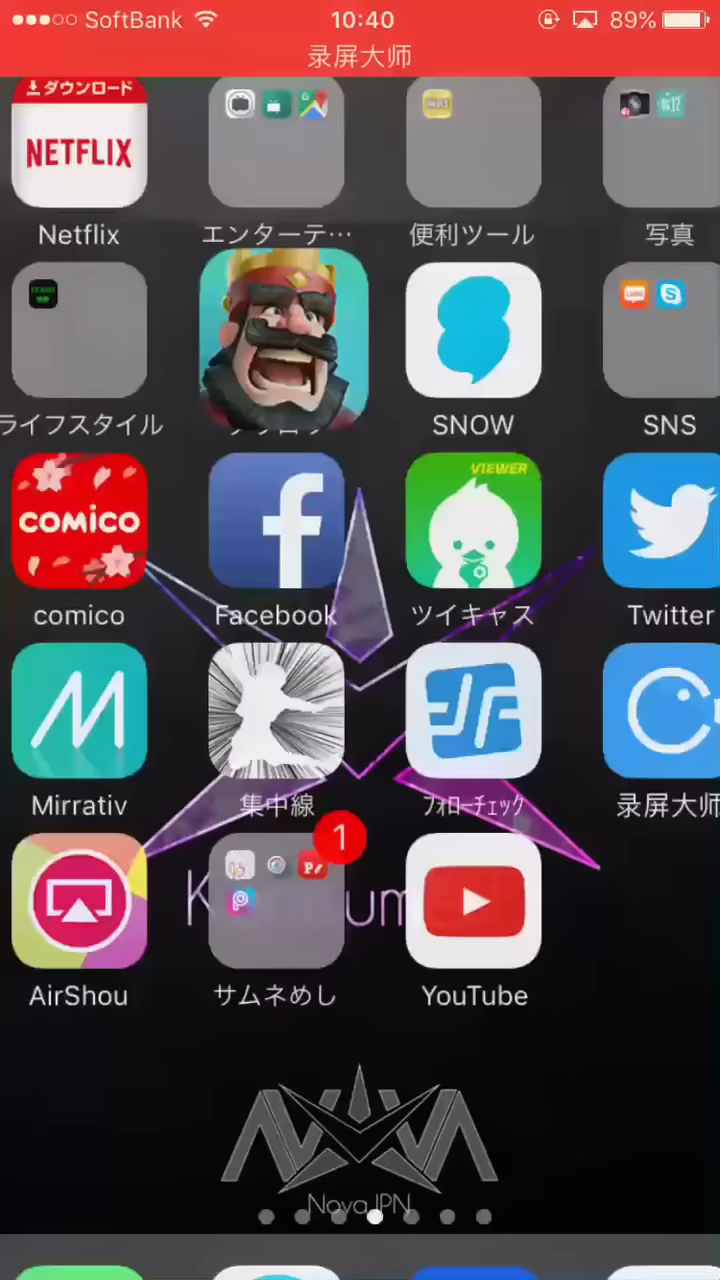 SoftBank 10:40 89%
录屏大师
ダウンロード
NETFLIX
Netflix エンターテ… 便利ツール 写真
ライフスタイル SNOW SNS
VIEWER
comico
comico Facebook ツイキャス Twitter
Mirrativ 集中線 フォローチェック 录屏大师
1
AirShou サムネめし YouTube
NOVA
Nova JPN